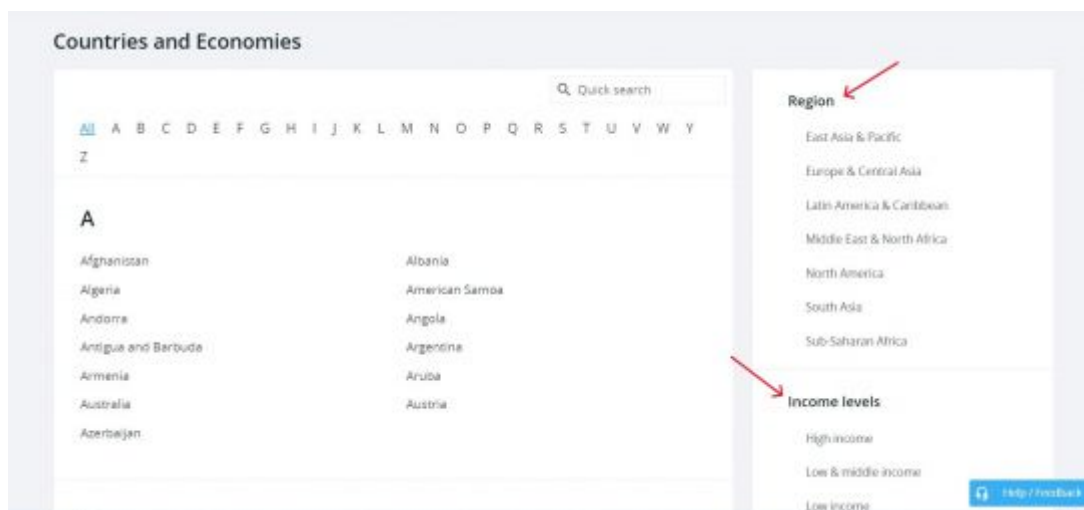 Countries and Economies
Quick search
All A B C D E F G H I J K L M N O P Q R S T U V W Y
Z
A
Afghanistan Albania
Algeria American Samoa
Andorra Angola
Antigua and Barbuda Argentina
Armenia Aruba
Australia Austria
Azerbaijan
Region
East Asia & Pacific
Europe & Central Asia
Latin America & Caribbean
Middle East & North Africa
North America
South Asia
Sub-Saharan Africa
Income levels
High income
Low & middle income
Low income
Help / Feedback